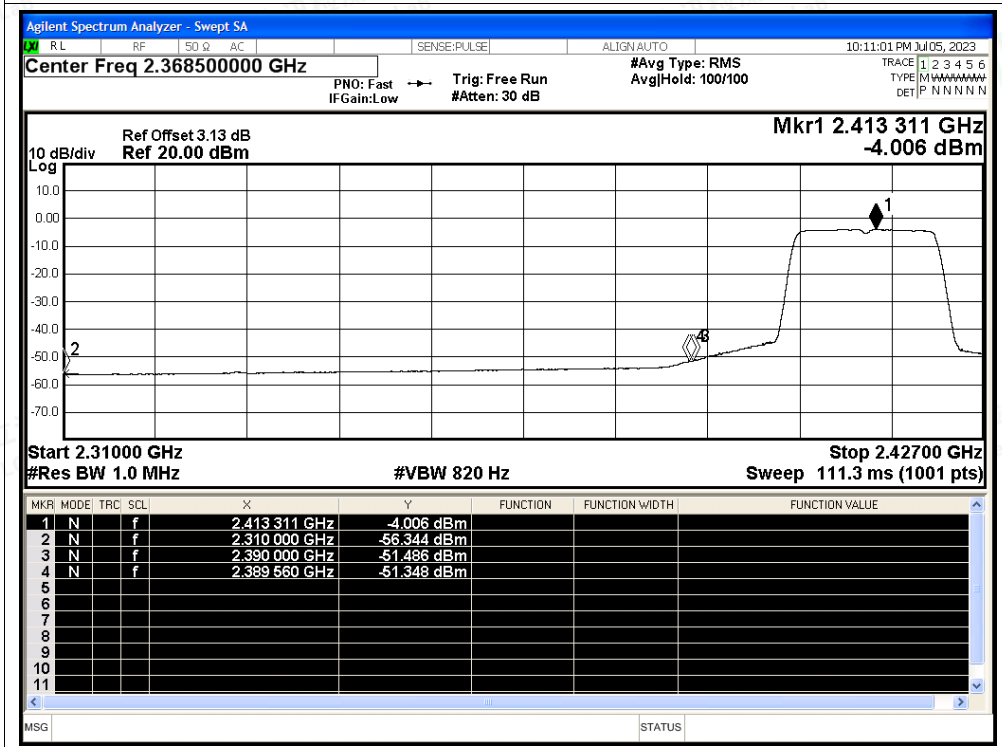 Agilent Spectrum Analyzer - Swept SA
LXI RL RF 50 Ω AC SENSE:PULSE ALIGN AUTO 10:11:01 PM Jul 05, 2023
Center Freq 2.368500000 GHz
#Avg Type: RMS
TRACE 1 2 3 4 5 6
PNO: Fast Trig: Free Run Avg|Hold: 100/100
TYPE M
IFGain:Low #Atten: 30 dB
DET P N N N N N
Mkr1 2.413 311 GHz
-4.006 dBm
Ref Offset 3.13 dB
10 dB/div Ref 20.00 dBm
Log
10.0
0.00
-10.0
-20.0
-30.0
-40.0
-50.0
-60.0
-70.0
1
2
4 3
Start 2.31000 GHz Stop 2.42700 GHz
#Res BW 1.0 MHz #VBW 820 Hz Sweep 111.3 ms (1001 pts)
MKR MODE TRC SCL X Y FUNCTION FUNCTION WIDTH FUNCTION VALUE
1 N f 2.413 311 GHz -4.006 dBm
2 N f 2.310 000 GHz -56.344 dBm
3 N f 2.390 000 GHz -51.486 dBm
4 N f 2.389 560 GHz -51.348 dBm
5
6
7
8
9
10
11
MSG STATUS